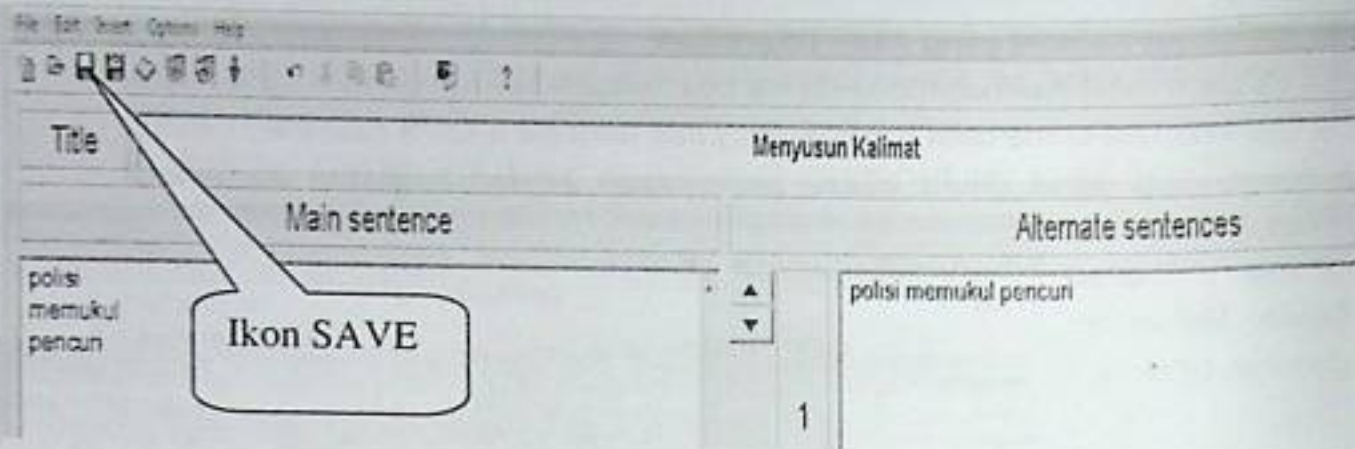 File Edit Insert Options Help
Title
Menyusun Kalimat
Main sentence
Alternate sentences
polisi
memukul
pencuri
Ikon SAVE
1
polisi memukul pencuri